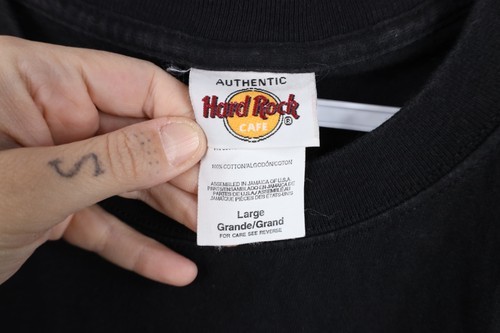 AUTHENTIC
Hard Rock ®
CAFE
100% COTTON/ALGODÓN/COTON
ASSEMBLED IN JAMAICA OF U.S.A.
Large
Grande/Grand
FOR CARE SEE REVERSE
S